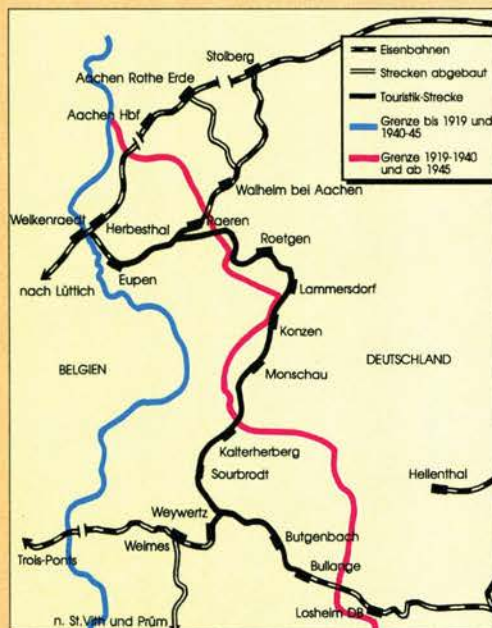 Stolberg
Aachen Rothe Erde
Aachen Hbf
Eisenbahnen
Strecken abgebaut
Touristik-Strecke
Grenze bis 1919 und
1940-45
Grenze 1919-1940
und ab 1945
Walheim bei Aachen
Welkenraedt
Herbesthal
Raeren
Roetgen
nach Lüttich
Eupen
Lammersdorf
Konzen
BELGIEN
DEUTSCHLAND
Monschau
Kalterherberg
Sourbrodt
Hellenthal
Weywertz
Weimes
Butgenbach
Trois-Ponts
Bullange
n. St. Vith und Prüm
Losheim DB